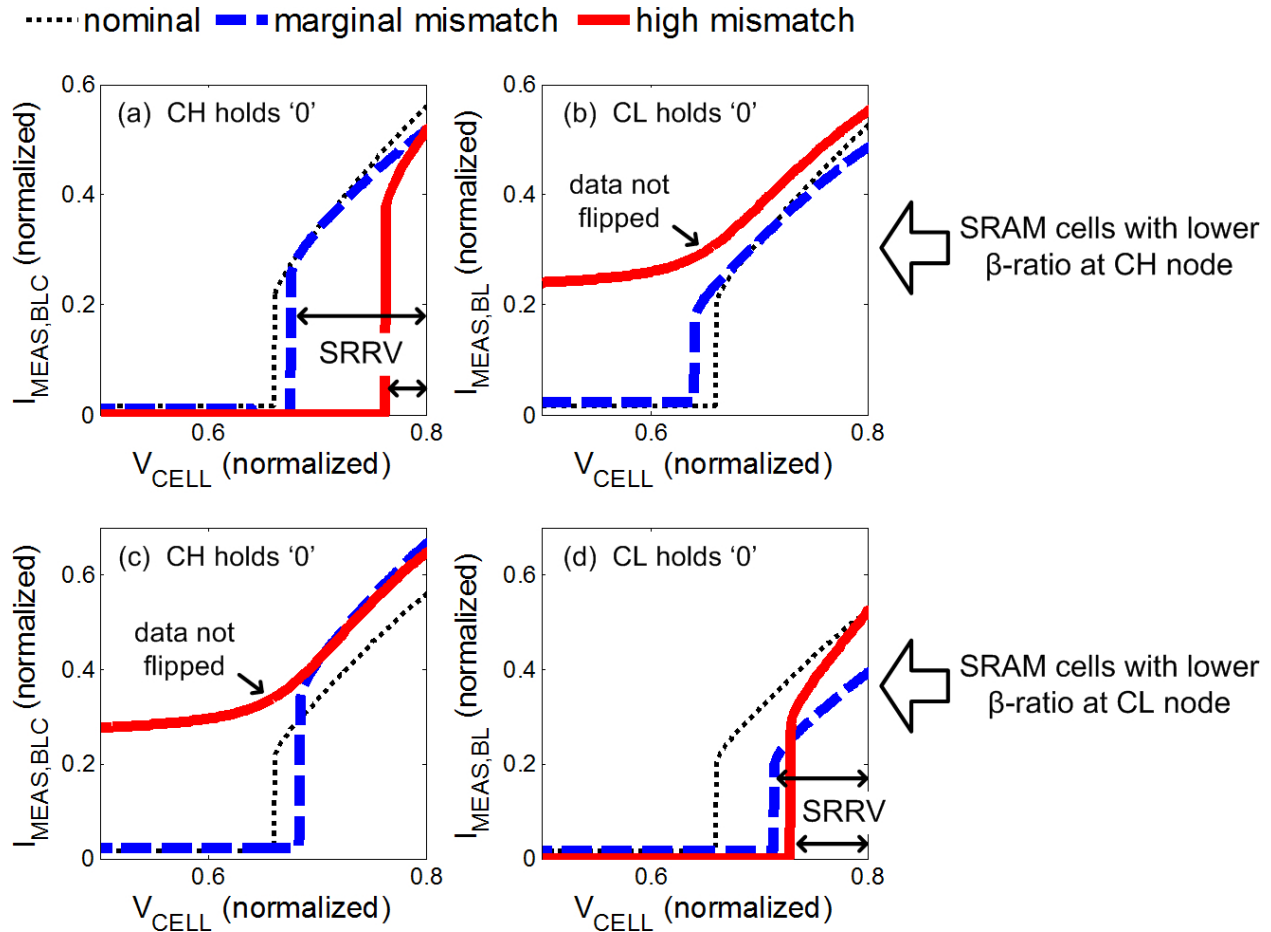 nominal marginal mismatch high mismatch
(a) CH holds ‘0’
0.6
0.4
0.2
0
0.6 0.8
SRRV
I_MEAS,BLC (normalized)
V_CELL (normalized)
(b) CL holds ‘0’
data not
flipped
0.6
0.4
0.2
0
0.6 0.8
I_MEAS,BL (normalized)
V_CELL (normalized)
SRAM cells with lower
β-ratio at CH node
(c) CH holds ‘0’
data not
flipped
0.6
0.4
0.2
0
0.6 0.8
I_MEAS,BLC (normalized)
V_CELL (normalized)
(d) CL holds ‘0’
0.6
0.4
0.2
0
0.6 0.8
SRRV
I_MEAS,BL (normalized)
V_CELL (normalized)
SRAM cells with lower
β-ratio at CL node